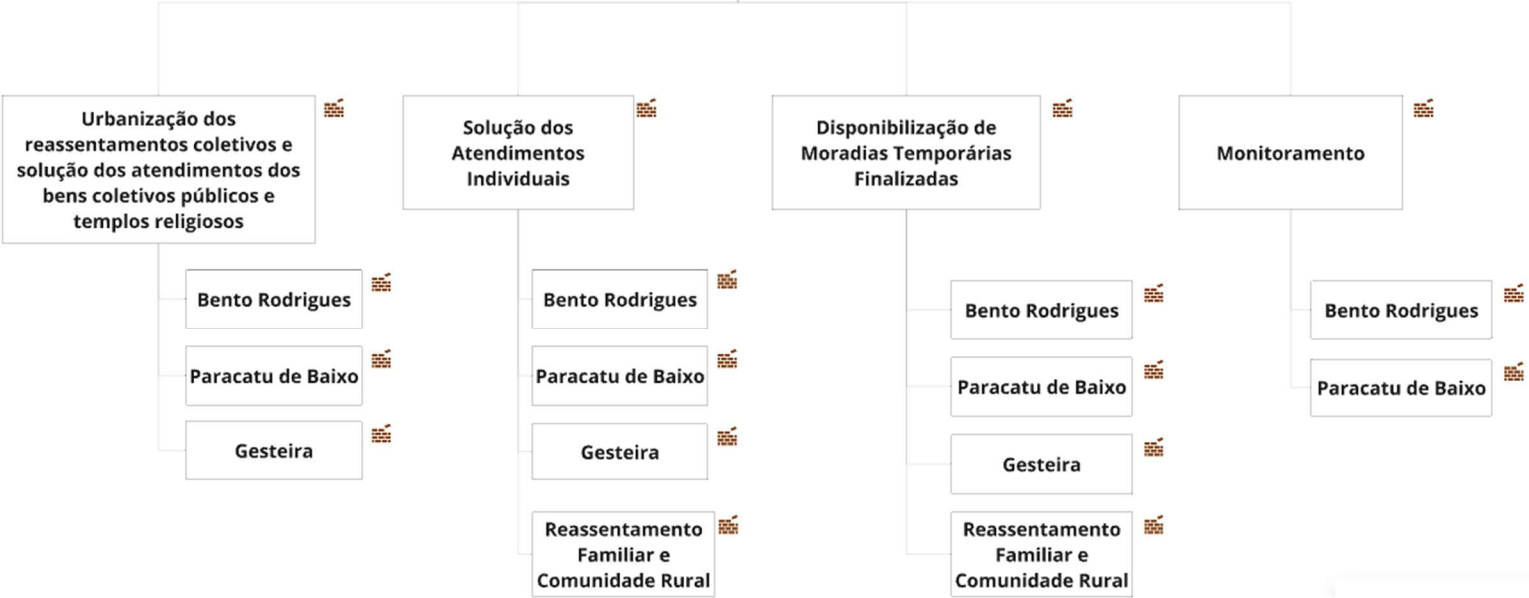 Urbanização dos
reassentamentos coletivos e
solução dos atendimentos dos
bens coletivos públicos e
templos religiosos
Bento Rodrigues
Paracatu de Baixo
Gesteira
Solução dos
Atendimentos
Individuais
Bento Rodrigues
Paracatu de Baixo
Gesteira
Reassentamento
Familiar e
Comunidade Rural
Disponibilização de
Moradias Temporárias
Finalizadas
Bento Rodrigues
Paracatu de Baixo
Gesteira
Reassentamento
Familiar e
Comunidade Rural
Monitoramento
Bento Rodrigues
Paracatu de Baixo